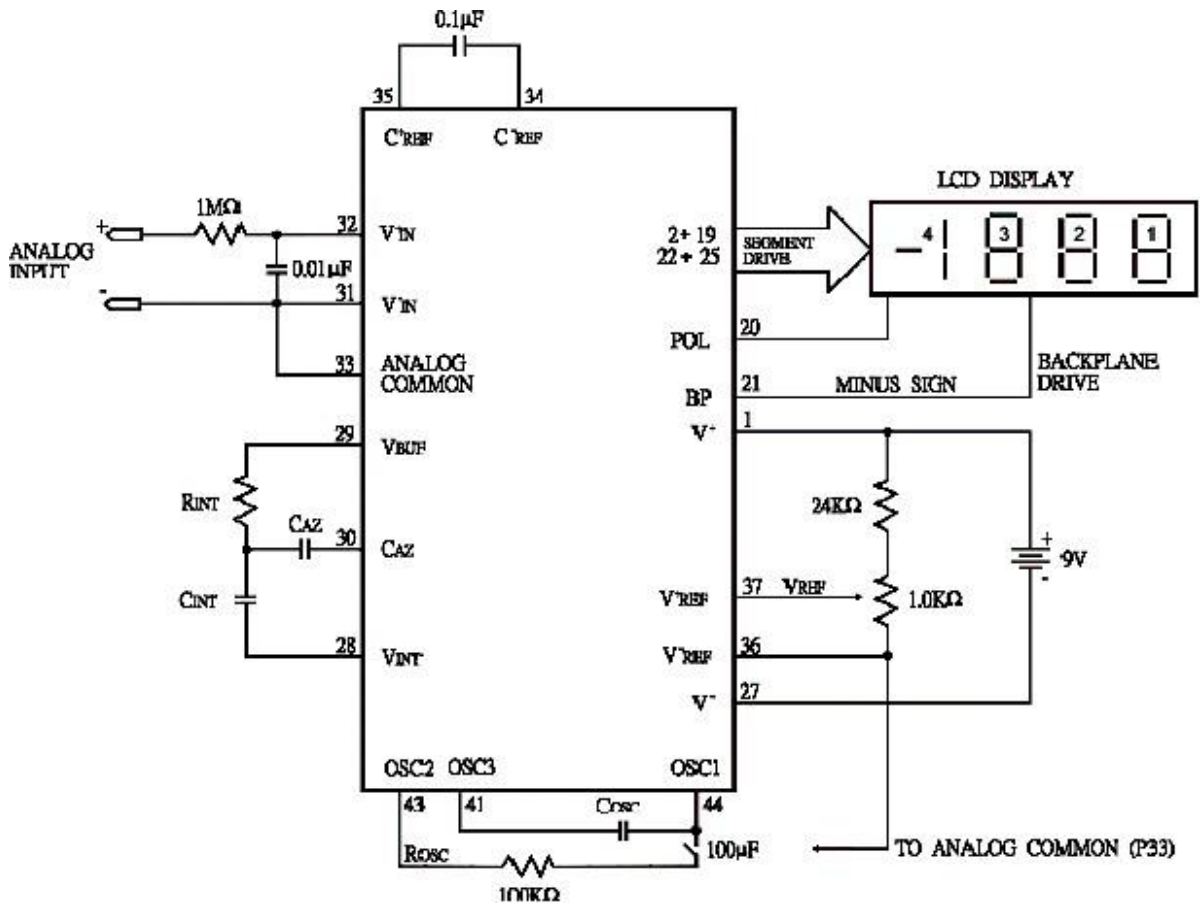 0.1µF
35
34
C+REF
C-REF
LCD DISPLAY
1MΩ
+
ANALOG
INPUT
-
32
V+IN
0.01µF
31
V-IN
33
ANALOG
COMMON
2+ 19
22+ 25
SEGMENT
DRIVE
-
4
3
2
1
POL
20
BACKPLANE
DRIVE
BP
21
MINUS SIGN
1
V+
29
VBUF
RINT
CAZ
30
CAZ
CINT
28
VINT
24KΩ
+
9V
-
V+REF
37
VREF
1.0KΩ
36
V-REF
V-
27
OSC2
OSC3
OSC1
43
41
COSC
44
ROSC
100KΩ
100µF
TO ANALOG COMMON (P33)